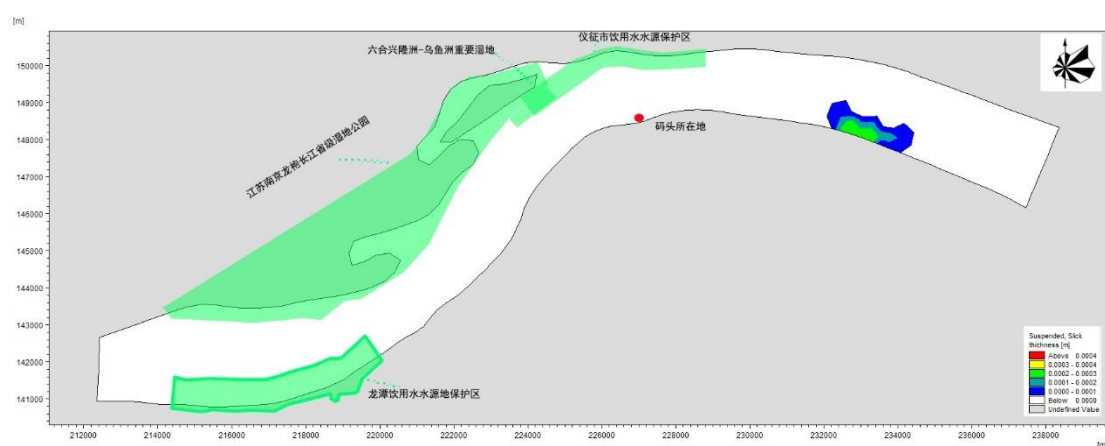 [m]
仪征市饮用水水源保护区
六合兴隆洲-乌鱼洲重要湿地
江苏南京龙袍长江省级湿地公园
码头所在地
龙潭饮用水水源地保护区
150000
149000
148000
147000
146000
145000
144000
143000
142000
141000
Suspended, Slick
thickness [m]
Above 0.0004
0.0003 - 0.0004
0.0002 - 0.0003
0.0001 - 0.0002
0.0000 - 0.0001
Below 0.0000
Undefined Value
212000 214000 216000 218000 220000 222000 224000 226000 228000 230000 232000 234000 236000 238000